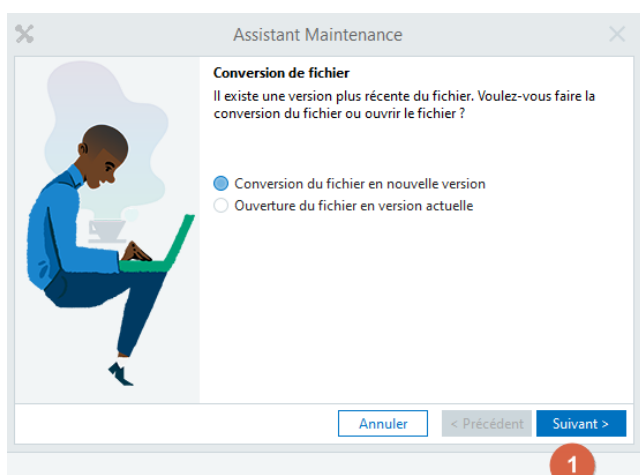 Assistant Maintenance
Conversion de fichier
Il existe une version plus récente du fichier. Voulez-vous faire la
conversion du fichier ou ouvrir le fichier ?
Conversion du fichier en nouvelle version
Ouverture du fichier en version actuelle
Annuler
< Précédent
Suivant >
1